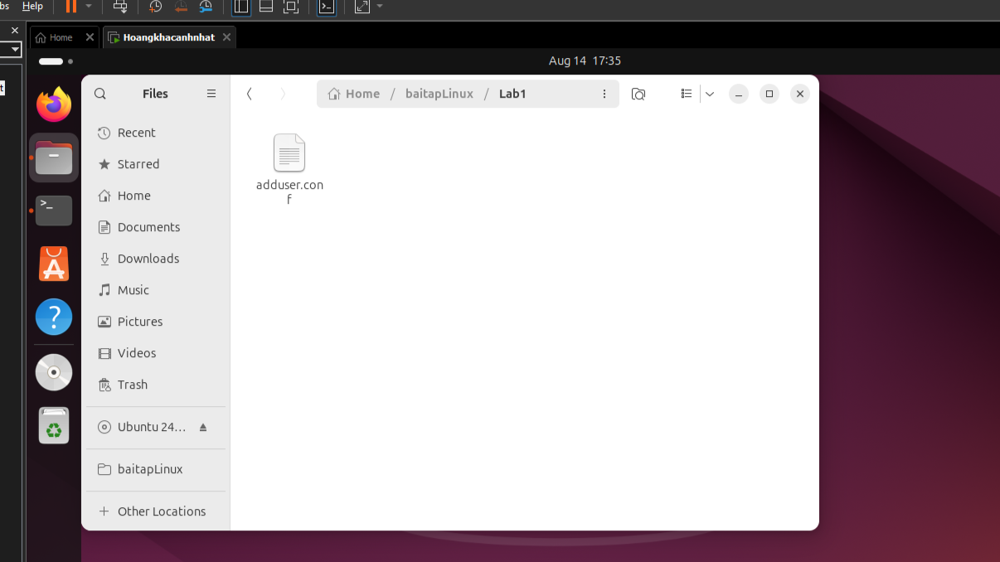 bs Help
Home
Hoangkhacanhnhat
t
Aug 14 17:35
Files
Home / baitapLinux / Lab1
Recent
Starred
Home
Documents
Downloads
Music
Pictures
Videos
Trash
Ubuntu 24...
baitapLinux
Other Locations
adduser.con
f